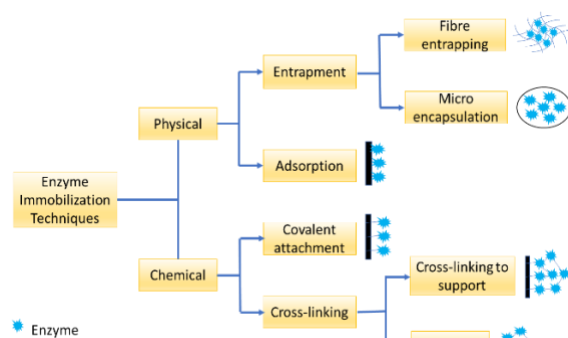 Fibre
entrapping
Entrapment
Micro
encapsulation
Physical
Adsorption
Enzyme
Immobilization
Techniques
Covalent
attachment
Chemical
Cross-linking to
support
Cross-linking
Enzyme